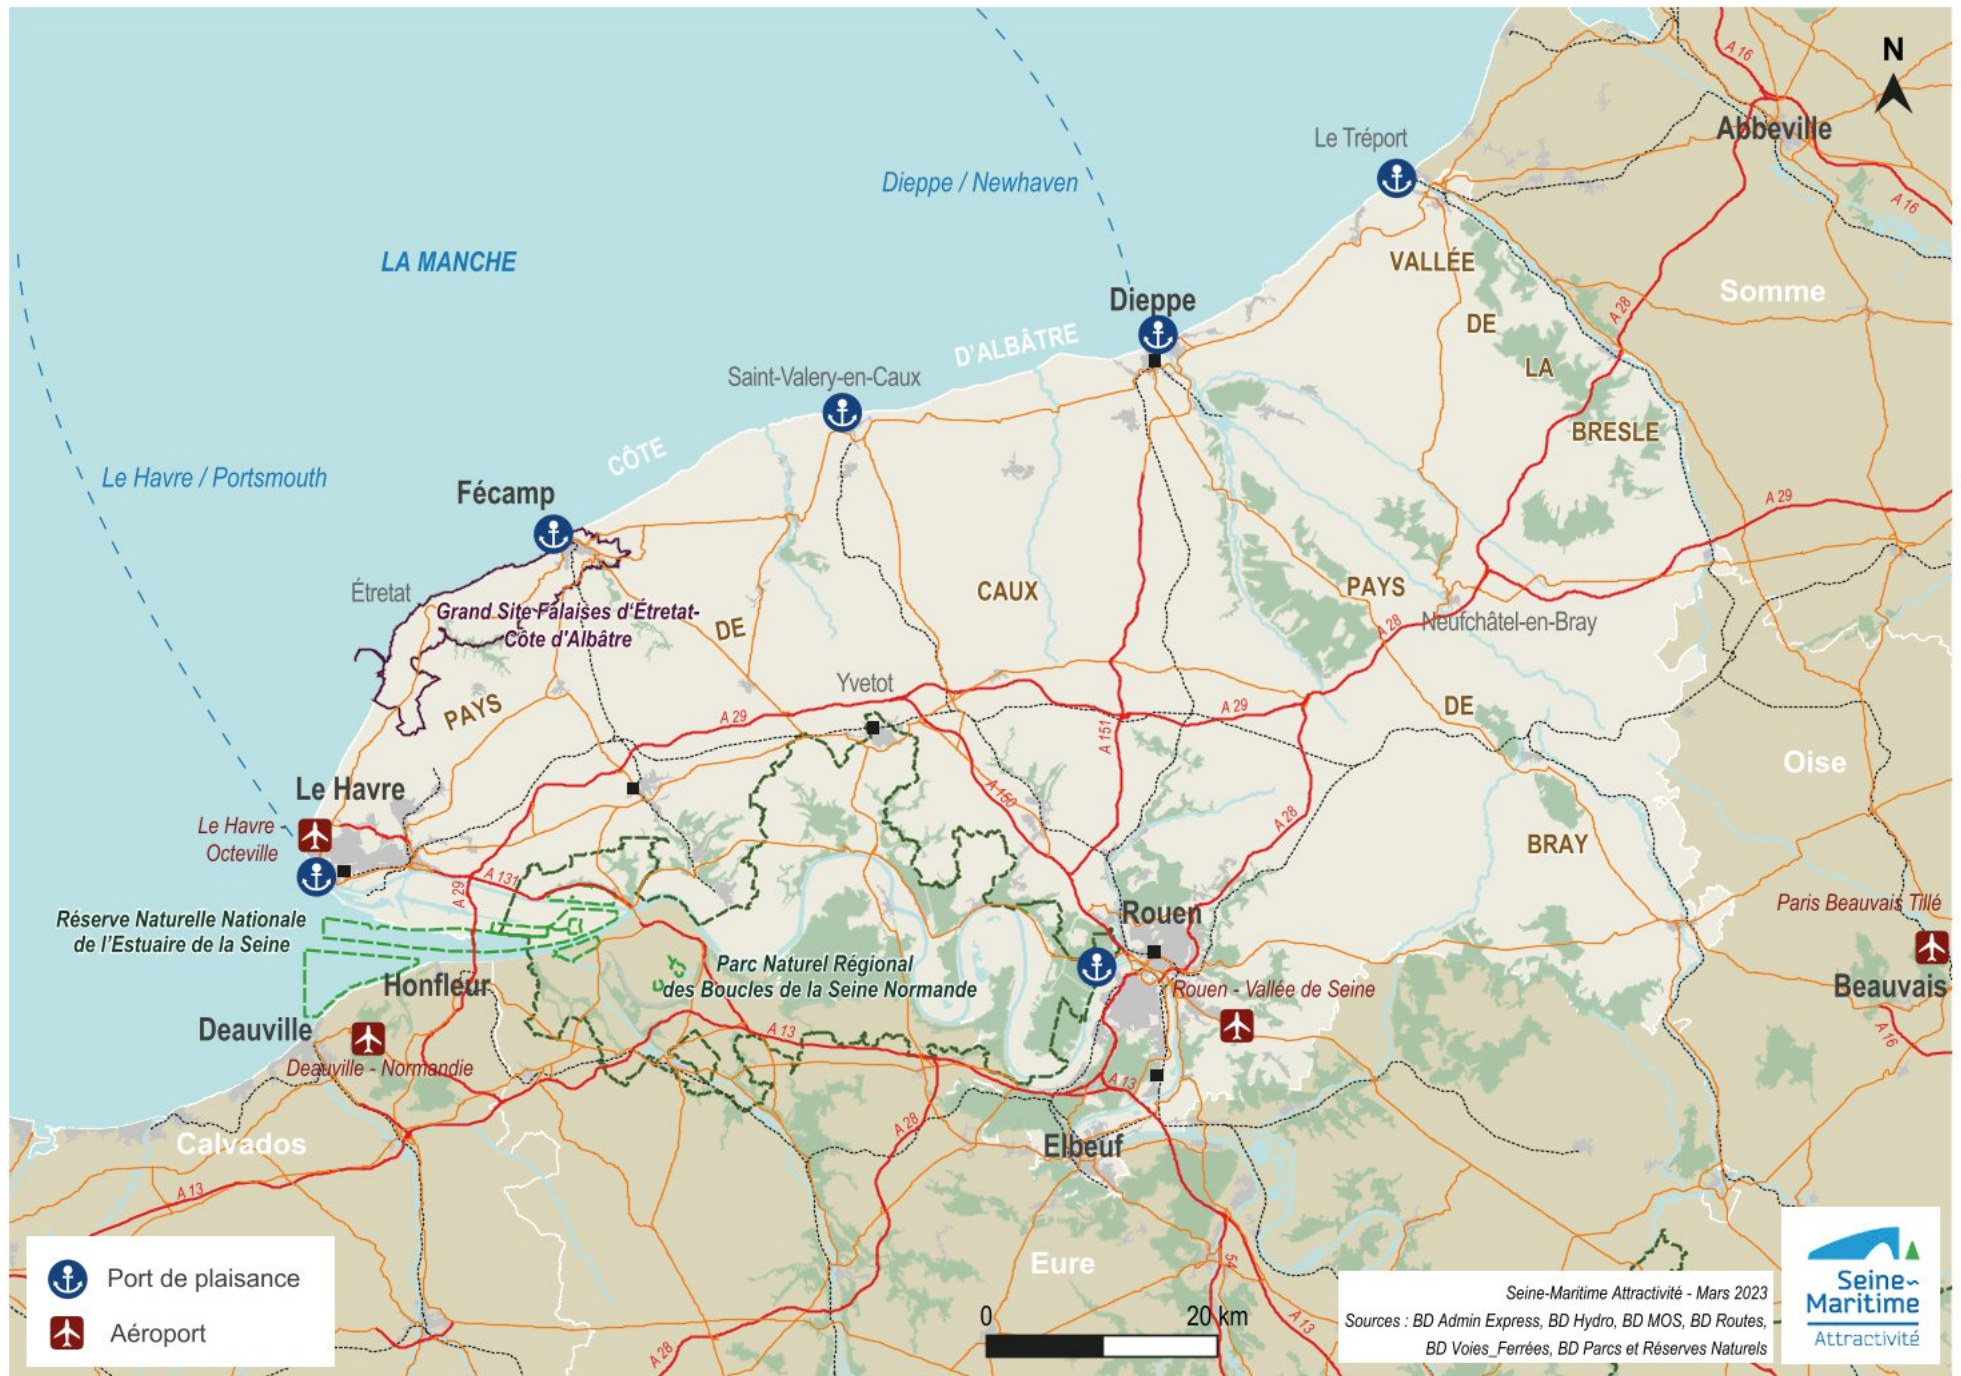 N
A 16
Abbeville
Le Tréport
A 16
Dieppe / Newhaven
LA MANCHE
VALLÉE
Somme
Dieppe
DE
A 28
D'ALBÂTRE
LA
Saint-Valery-en-Caux
BRESLE
CÔTE
Le Havre / Portsmouth
Fécamp
A 29
Étretat
CAUX
PAYS
Grand Site Falaises d'Étretat-
Côte d'Albâtre
DE
A 28
Neufchâtel-en-Bray
Yvetot
PAYS
A 29
A 29
DE
A 151
Oise
Le Havre
A 150
A 28
Le Havre -
Octeville
BRAY
A 131
A 29
Paris Beauvais Tillé
Réserve Naturelle Nationale
de l'Estuaire de la Seine
Rouen
Parc Naturel Régional
des Boucles de la Seine Normande
Honfleur
Rouen - Vallée de Seine
Beauvais
Deauville
A 13
A 16
Deauville - Normandie
A 13
A 28
Calvados
Elbeuf
A 13
Eure
54
Port de plaisance
Aéroport
0
20 km
A 13
A 28
Seine-Maritime Attractivité - Mars 2023
Sources : BD Admin Express, BD Hydro, BD MOS, BD Routes,
BD Voies_Ferrées, BD Parcs et Réserves Naturels
Seine~
Maritime
Attractivité